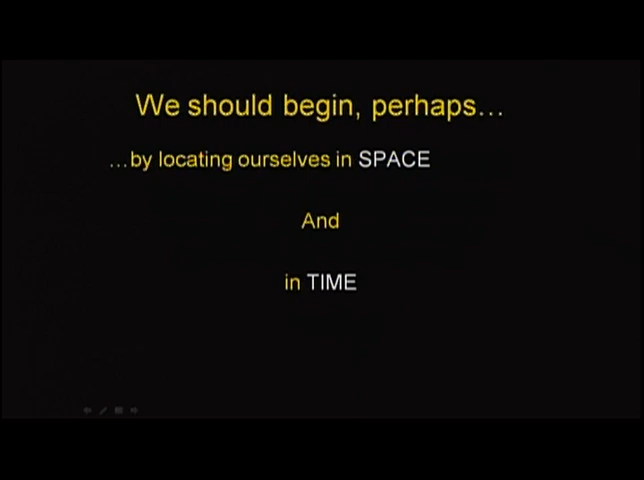 We should begin, perhaps…
…by locating ourselves in SPACE
And
in TIME